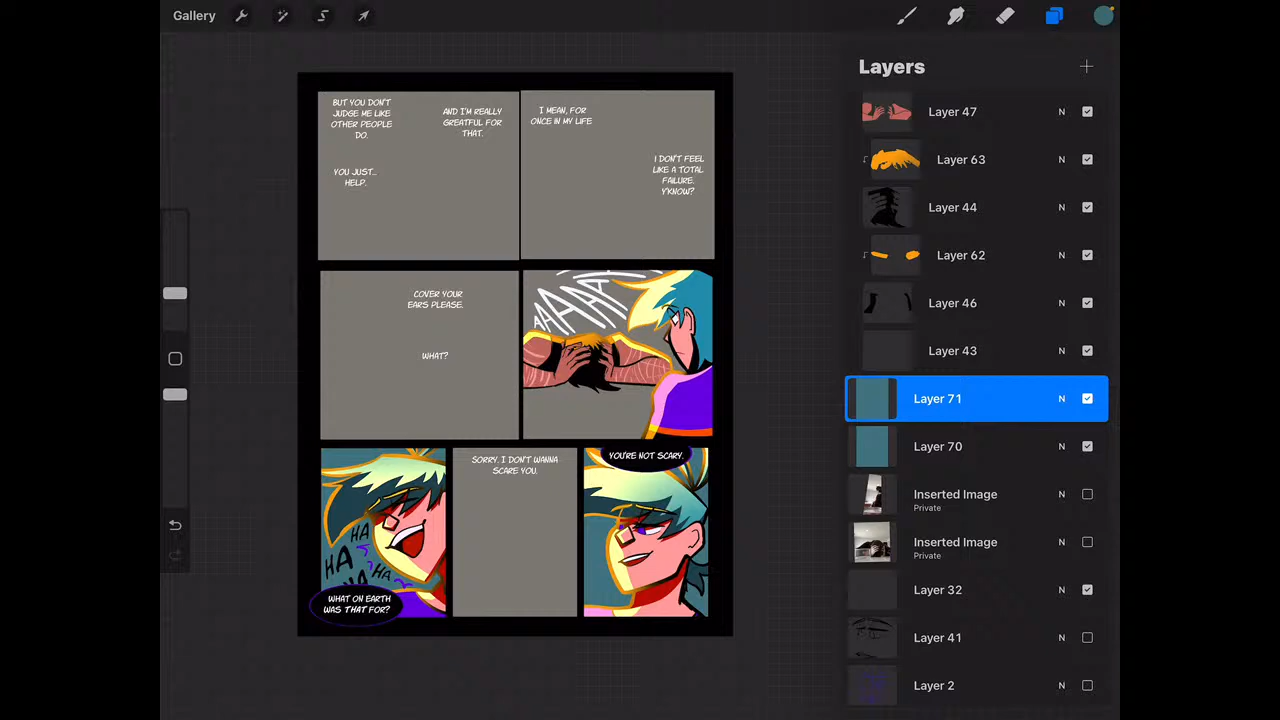 Gallery
Layers
BUT YOU DON'T
JUDGE ME LIKE
OTHER PEOPLE
DO.
YOU JUST...
HELP.
AND I'M REALLY
GREATFUL FOR
THAT.
I MEAN, FOR
ONCE IN MY LIFE
I DON'T FEEL
LIKE A TOTAL
FAILURE.
Y'KNOW?
COVER YOUR
EARS PLEASE.
WHAT?
AAAAA
HA
HA
HA
WHAT ON EARTH
WAS THAT FOR?
SORRY. I DON'T WANNA
SCARE YOU.
YOU'RE NOT SCARY.
Layer 47 N
Layer 63 N
Layer 44 N
Layer 62 N
Layer 46 N
Layer 43 N
Layer 71 N
Layer 70 N
Inserted Image
Private
Inserted Image
Private
Layer 32 N
Layer 41 N
Layer 2 N